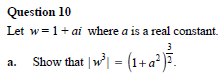 Question 10
Let w = 1 + ai where a is a real constant.
a. Show that |w³| = (1 + a²)^(3/2).